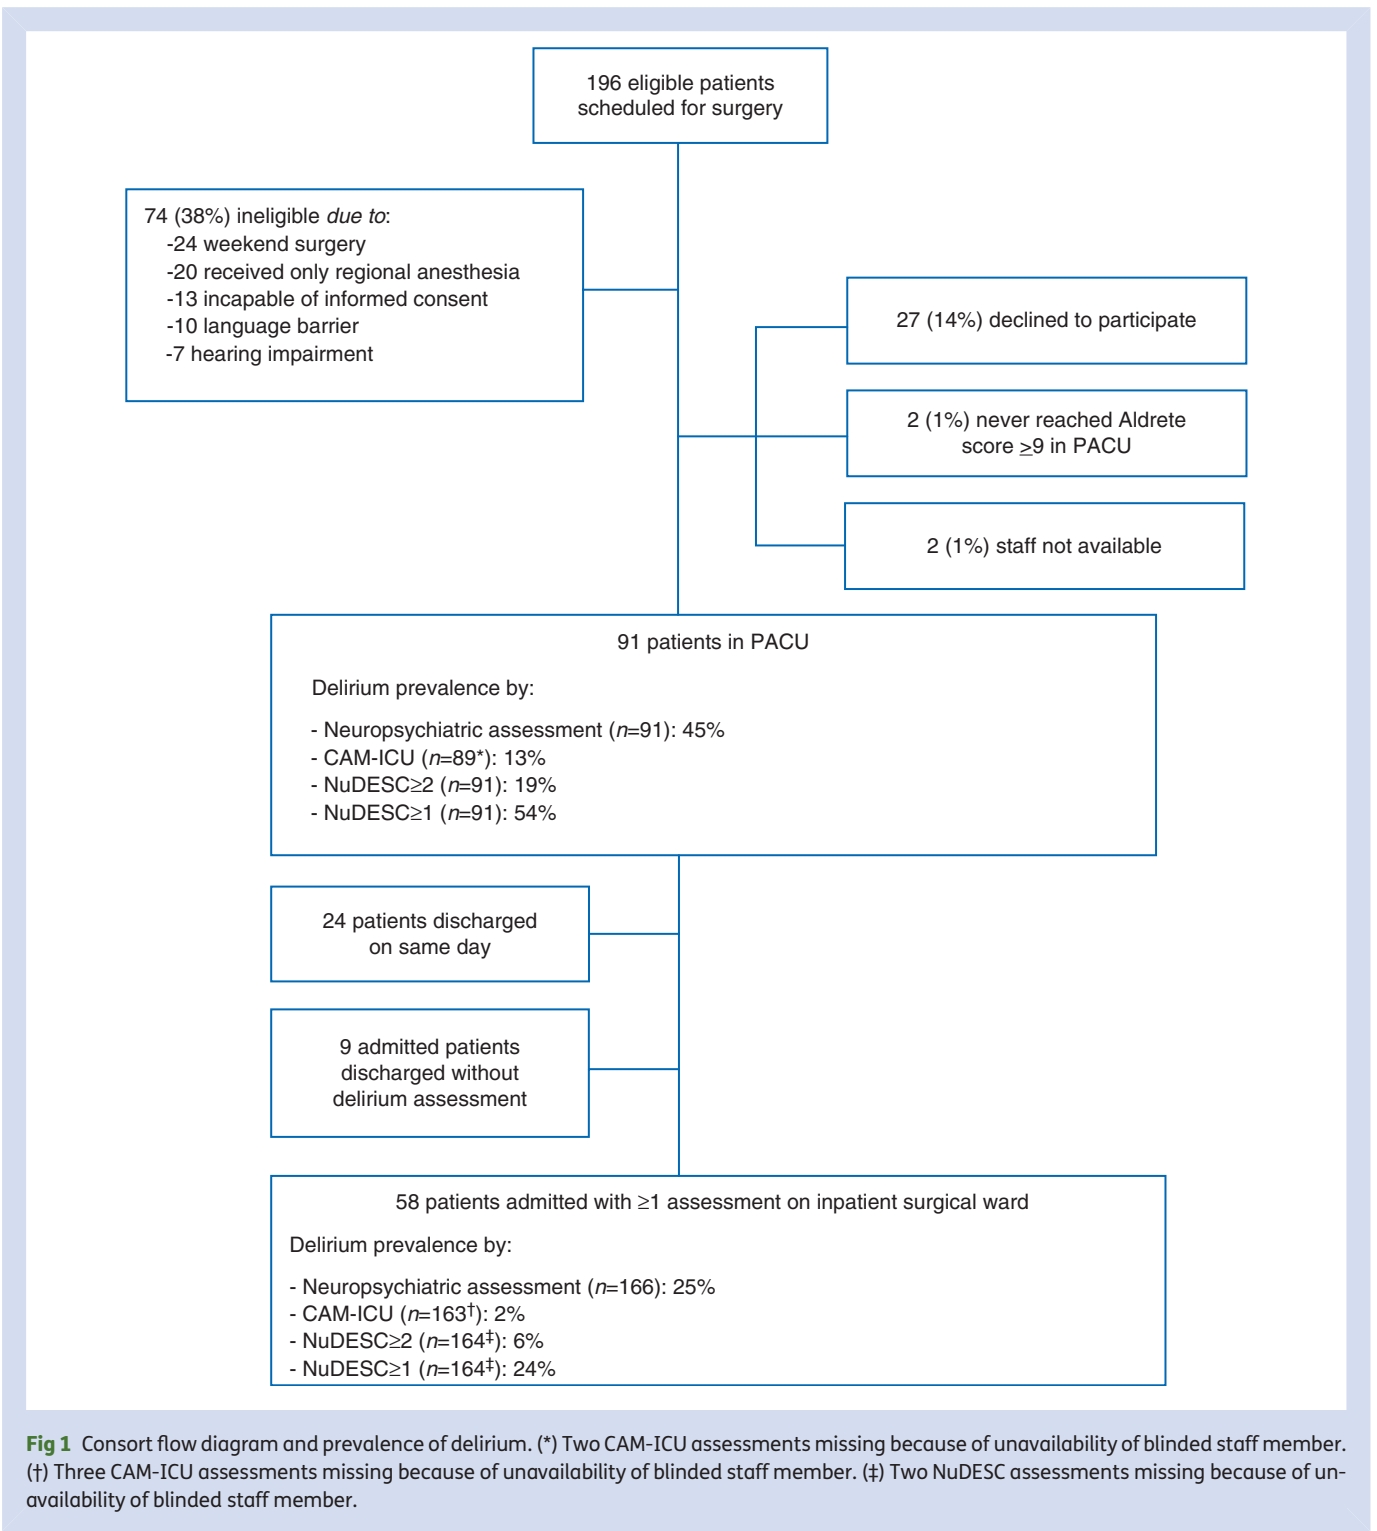 196 eligible patients
scheduled for surgery
74 (38%) ineligible due to:
-24 weekend surgery
-20 received only regional anesthesia
-13 incapable of informed consent
-10 language barrier
-7 hearing impairment
27 (14%) declined to participate
2 (1%) never reached Aldrete
score ≥9 in PACU
2 (1%) staff not available
91 patients in PACU
Delirium prevalence by:
- Neuropsychiatric assessment (n=91): 45%
- CAM-ICU (n=89*): 13%
- NuDESC≥2 (n=91): 19%
- NuDESC≥1 (n=91): 54%
24 patients discharged
on same day
9 admitted patients
discharged without
delirium assessment
58 patients admitted with ≥1 assessment on inpatient surgical ward
Delirium prevalence by:
- Neuropsychiatric assessment (n=166): 25%
- CAM-ICU (n=163†): 2%
- NuDESC≥2 (n=164‡): 6%
- NuDESC≥1 (n=164‡): 24%
Fig 1 Consort flow diagram and prevalence of delirium. (*) Two CAM-ICU assessments missing because of unavailability of blinded staff member.
(†) Three CAM-ICU assessments missing because of unavailability of blinded staff member. (‡) Two NuDESC assessments missing because of un-
availability of blinded staff member.